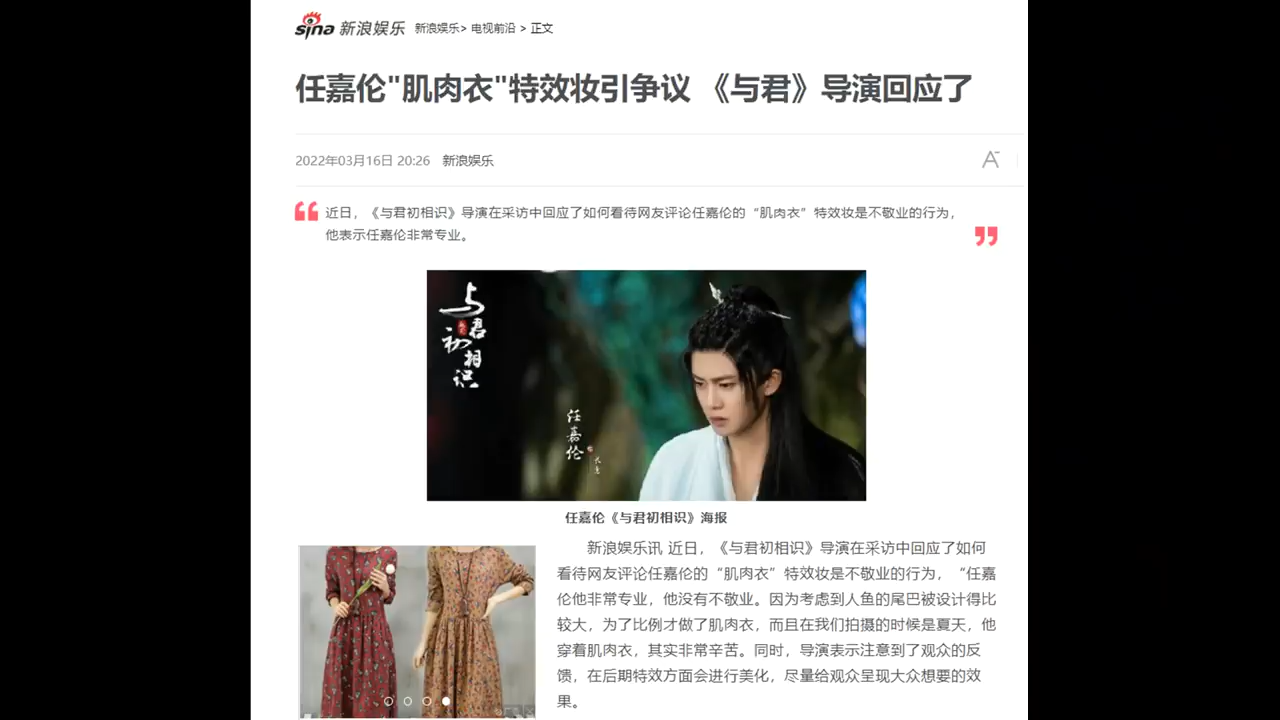 sina 新浪娱乐 新浪娱乐> 电视前沿 > 正文
任嘉伦"肌肉衣"特效妆引争议 《与君》导演回应了
2022年03月16日 20:26 新浪娱乐 A-
近日，《与君初相识》导演在采访中回应了如何看待网友评论任嘉伦的“肌肉衣”特效妆是不敬业的行为，
他表示任嘉伦非常专业。
与君初相识
任嘉伦
长意
任嘉伦《与君初相识》海报
新浪娱乐讯 近日，《与君初相识》导演在采访中回应了如何
看待网友评论任嘉伦的“肌肉衣”特效妆是不敬业的行为，“任嘉
伦他非常专业，他没有不敬业。因为考虑到人鱼的尾巴被设计得比
较大，为了比例才做了肌肉衣，而且在我们拍摄的时候是夏天，他
穿着肌肉衣，其实非常辛苦。同时，导演表示注意到了观众的反
馈，在后期特效方面会进行美化，尽量给观众呈现大众想要的效
果。